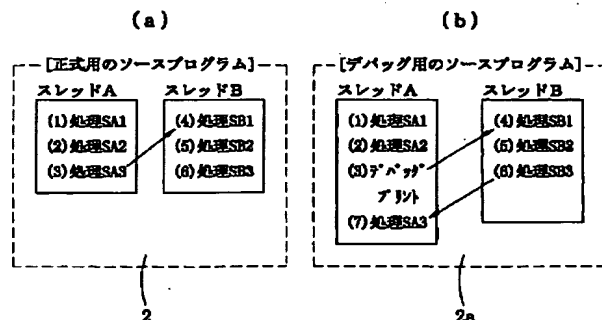 (a)
[正式用のソースプログラム]
スレッドA
(1)処理SA1
(2)処理SA2
(3)処理SA3
スレッドB
(4)処理SB1
(5)処理SB2
(6)処理SB3
2
(b)
[デバッグ用のソースプログラム]
スレッドA
(1)処理SA1
(2)処理SA2
(3)デバッグ
プリント
(7)処理SA3
スレッドB
(4)処理SB1
(5)処理SB2
(6)処理SB3
2a